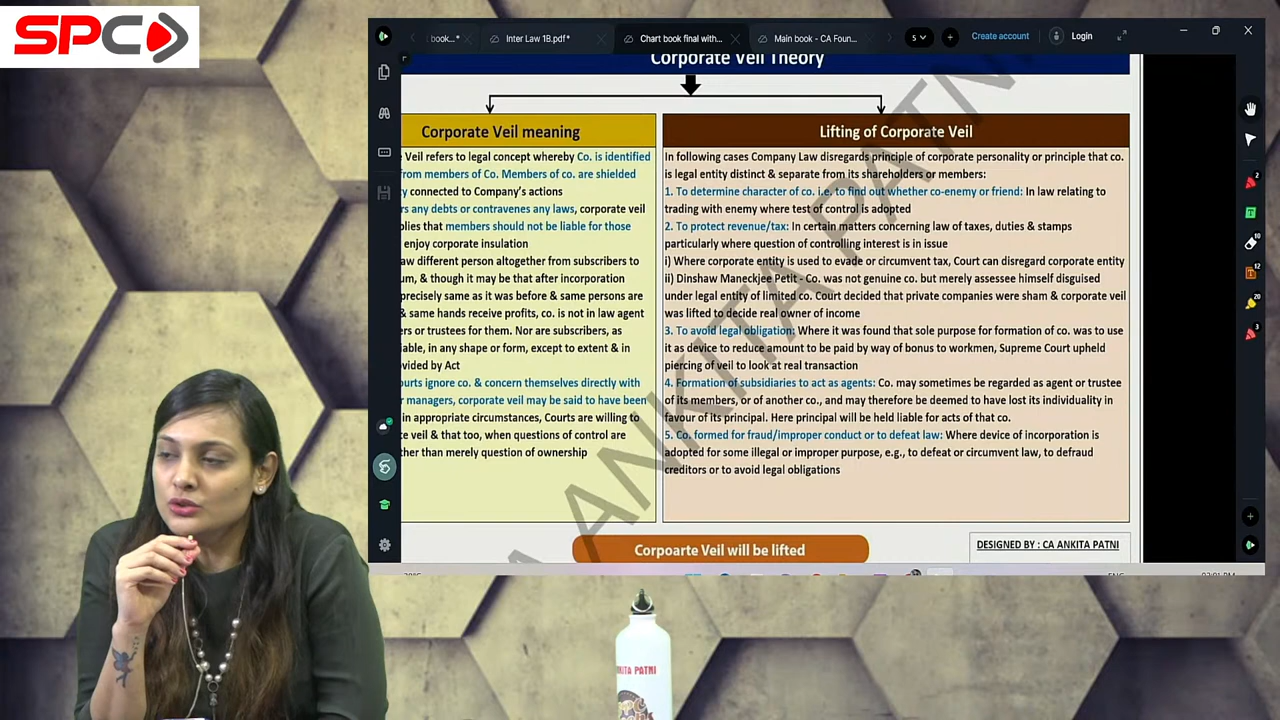 SPC
book...*
Inter Law 1B.pdf*
Chart book final with...
Main book - CA Foun...
5
Create account
Login
Corporate Veil Theory
Corporate Veil meaning
Veil refers to legal concept whereby Co. is identified
from members of Co. Members of co. are shielded
connected to Company's actions
any debts or contravenes any laws, corporate veil
that members should not be liable for those
enjoy corporate insulation
different person altogether from subscribers to
& though it may be that after incorporation
precisely same as it was before & same persons are
& same hands receive profits, co. is not in law agent
or trustees for them. Nor are subscribers, as
in any shape or form, except to extent & in
by Act
ignore co. & concern themselves directly with
managers, corporate veil may be said to have been
in appropriate circumstances, Courts are willing to
veil & that too, when questions of control are
than merely question of ownership
Lifting of Corporate Veil
In following cases Company Law disregards principle of corporate personality or principle that co.
is legal entity distinct & separate from its shareholders or members:
1. To determine character of co. i.e. to find out whether co-enemy or friend: In law relating to
trading with enemy where test of control is adopted
2. To protect revenue/tax: In certain matters concerning law of taxes, duties & stamps
particularly where question of controlling interest is in issue
i) Where corporate entity is used to evade or circumvent tax, Court can disregard corporate entity
ii) Dinshaw Maneckjee Petit - Co. was not genuine co. but merely assessee himself disguised
under legal entity of limited co. Court decided that private companies were sham & corporate veil
was lifted to decide real owner of income
3. To avoid legal obligation: Where it was found that sole purpose for formation of co. was to use
it as device to reduce amount to be paid by way of bonus to workmen, Supreme Court upheld
piercing of veil to look at real transaction
4. Formation of subsidiaries to act as agents: Co. may sometimes be regarded as agent or trustee
of its members, or of another co., and may therefore be deemed to have lost its individuality in
favour of its principal. Here principal will be held liable for acts of that co.
5. Co. formed for fraud/improper conduct or to defeat law: Where device of incorporation is
adopted for some illegal or improper purpose, e.g., to defeat or circumvent law, to defraud
creditors or to avoid legal obligations
ANKITA PATNI
Corpoarte Veil will be lifted
DESIGNED BY : CA ANKITA PATNI
2
10
12
20
3
KITA PATNI